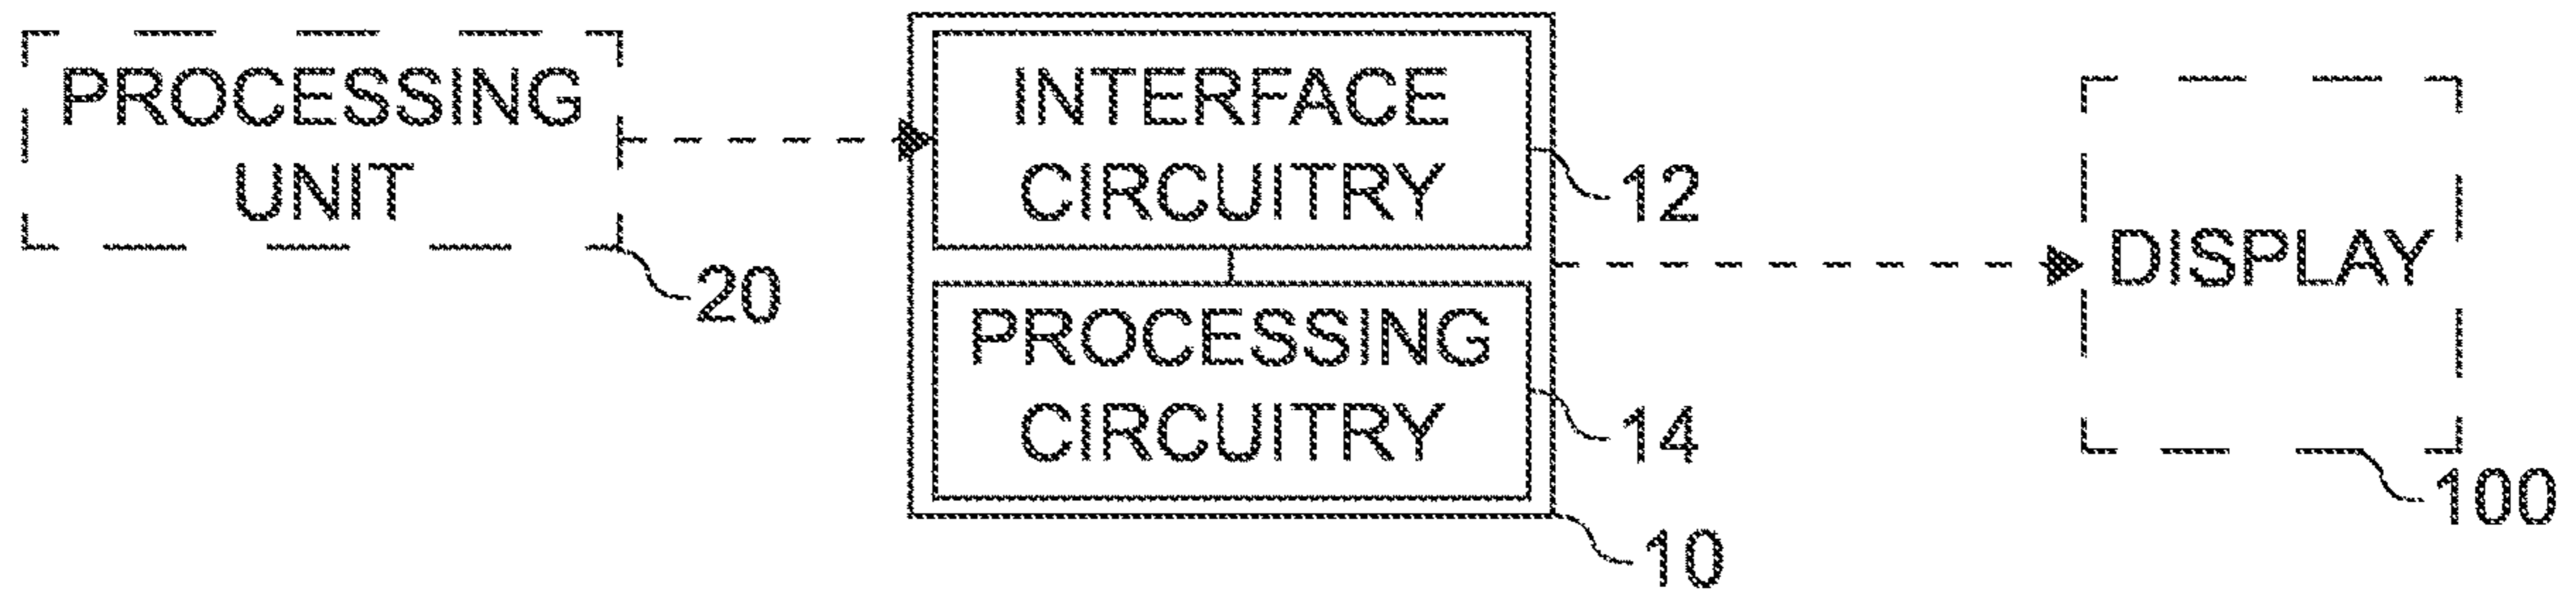 PROCESSING
UNIT
20
INTERFACE
CIRCUITRY
12
PROCESSING
CIRCUITRY
14
10
DISPLAY
100